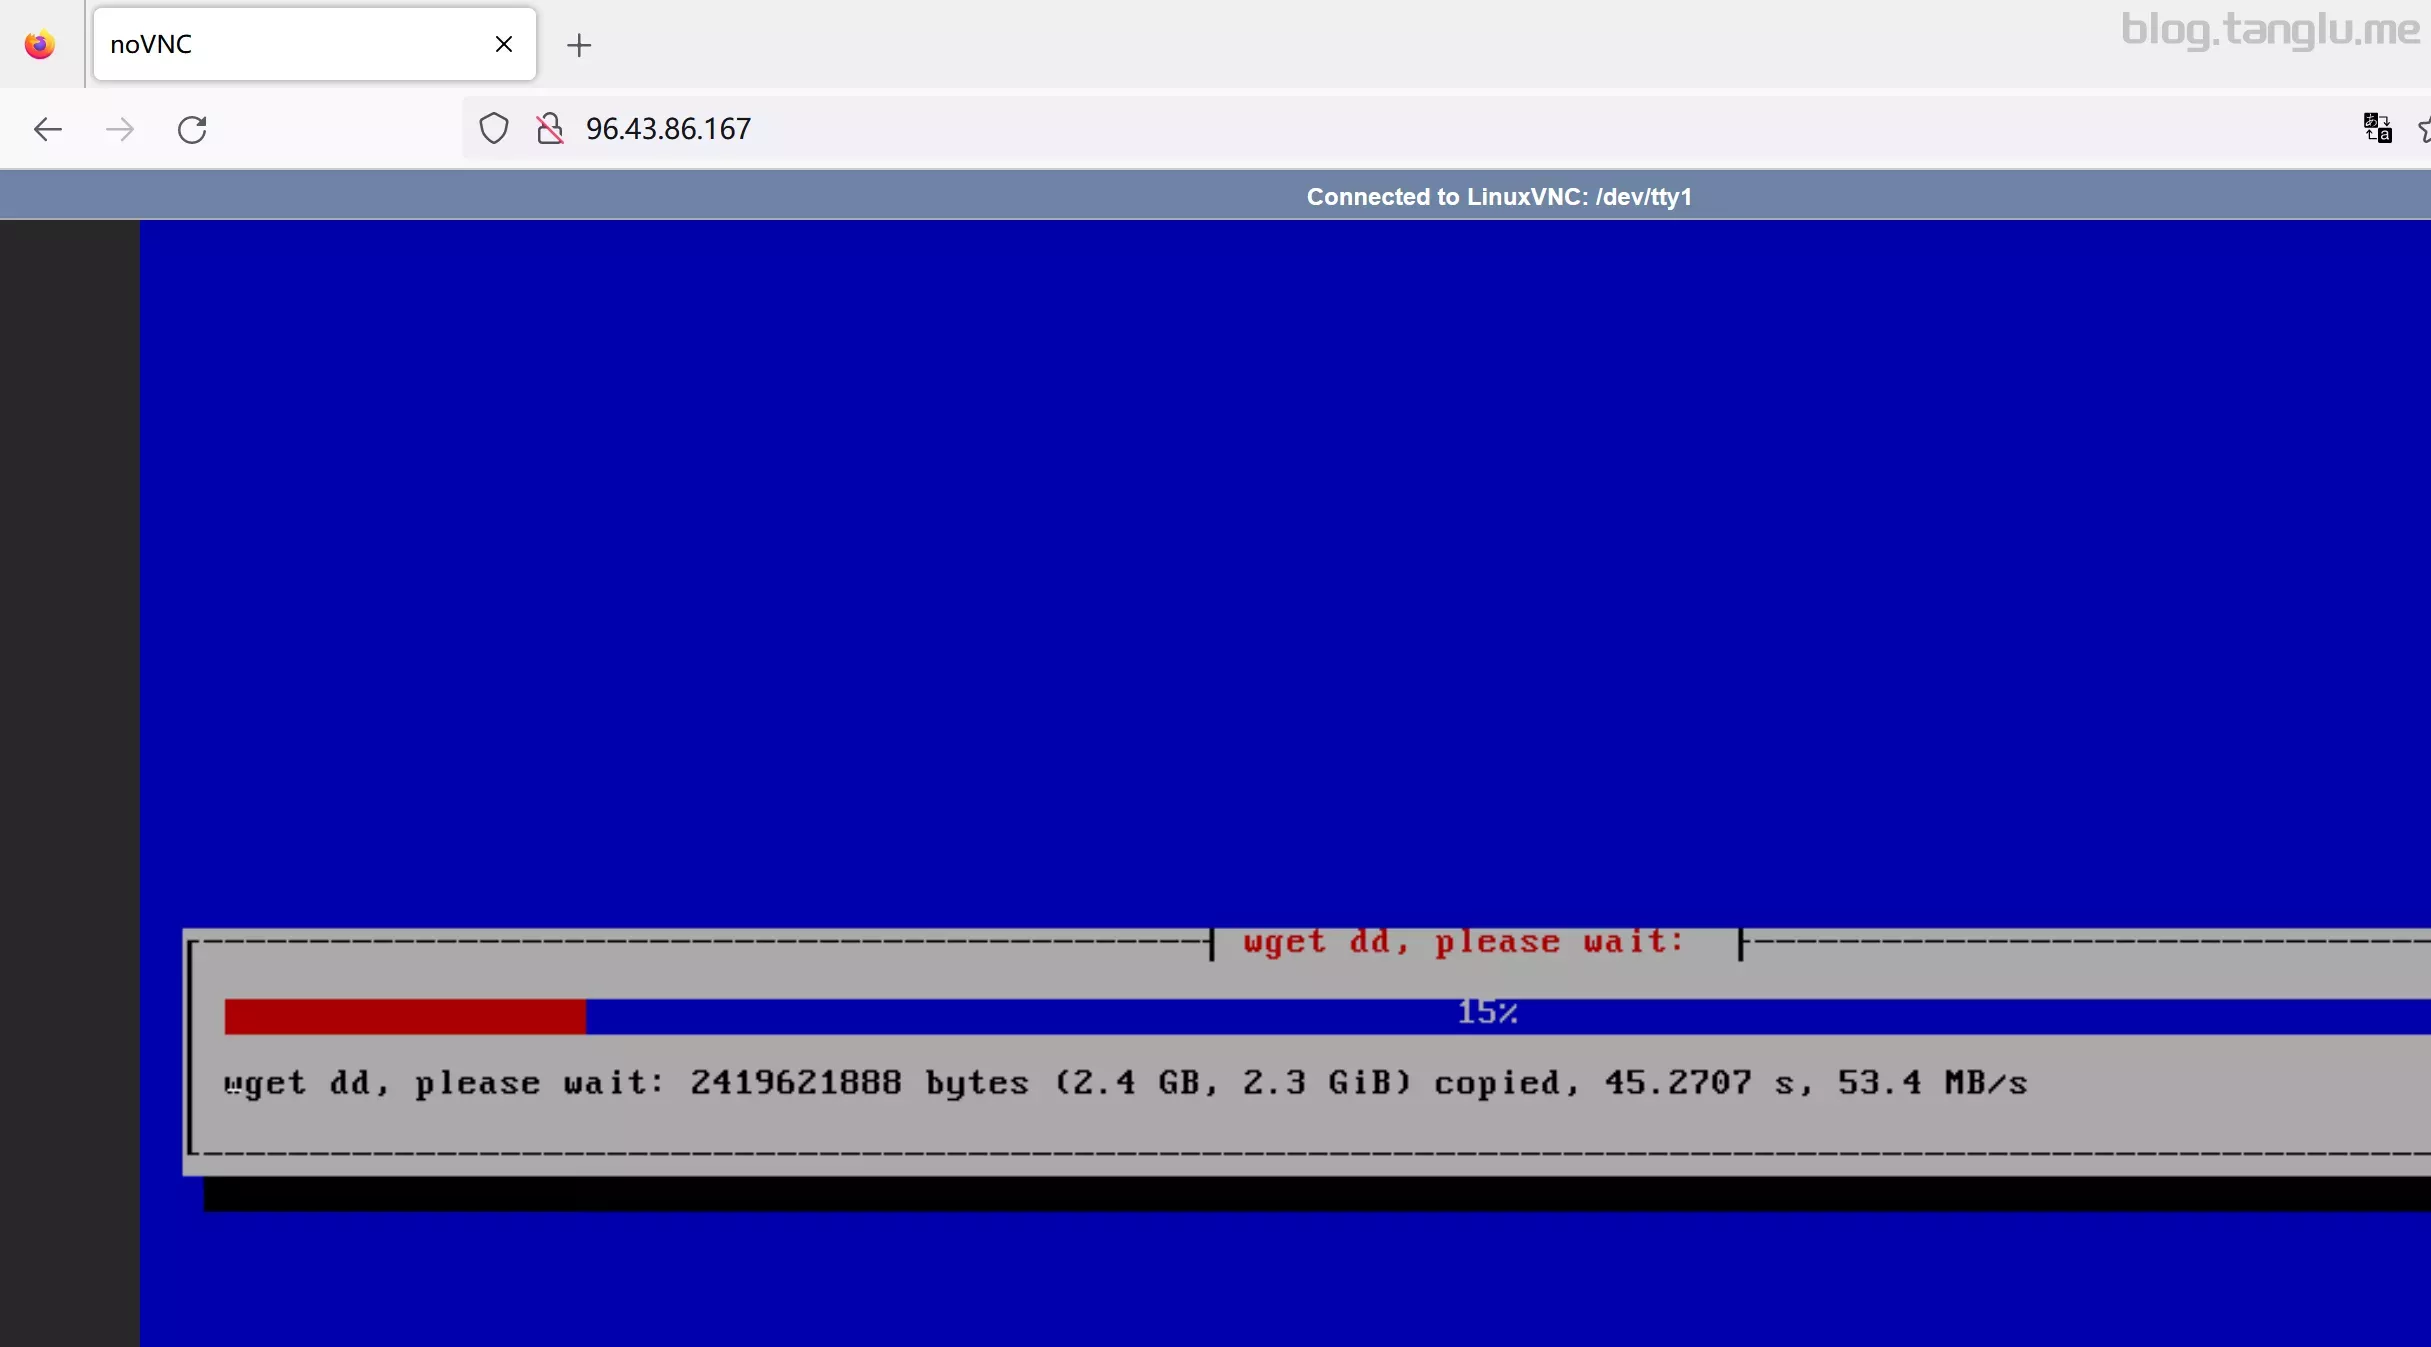 noVNC
blog.tanglu.me
96.43.86.167
Connected to LinuxVNC: /dev/tty1
wget dd, please wait:
15%
wget dd, please wait: 2419621888 bytes (2.4 GB, 2.3 GiB) copied, 45.2707 s, 53.4 MB/s